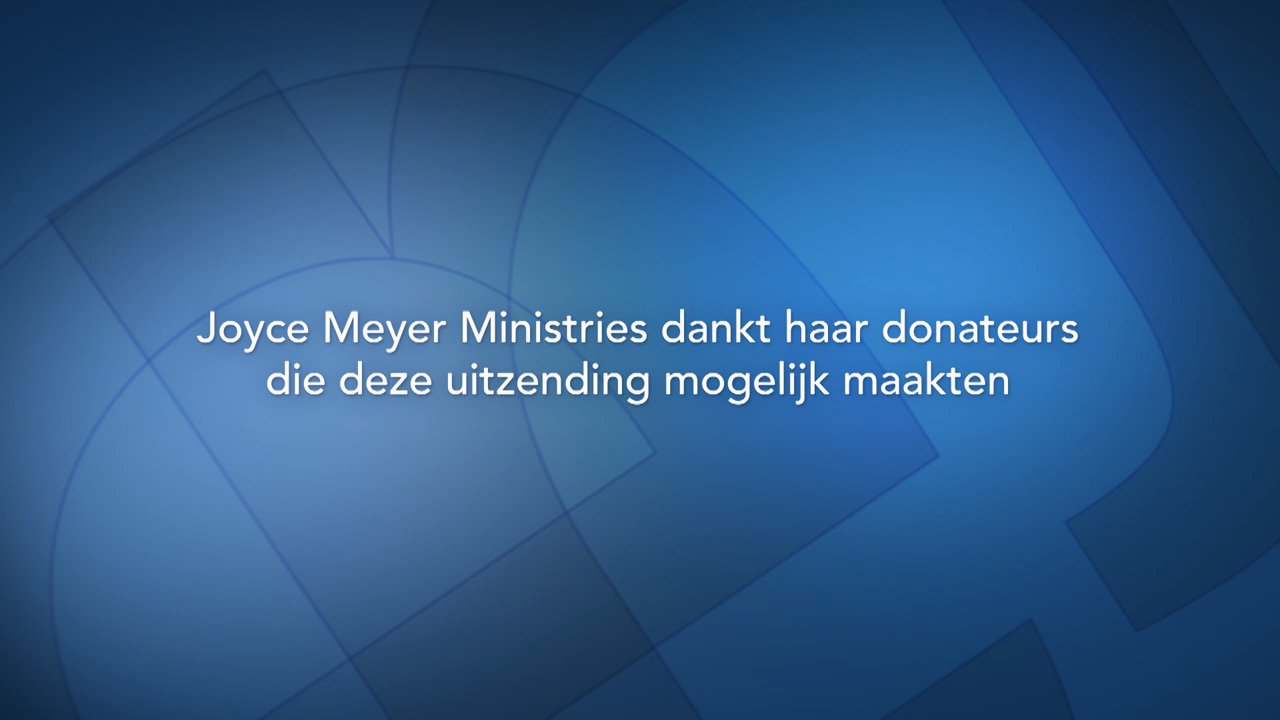 Joyce Meyer Ministries dankt haar donateurs
die deze uitzending mogelijk maakten